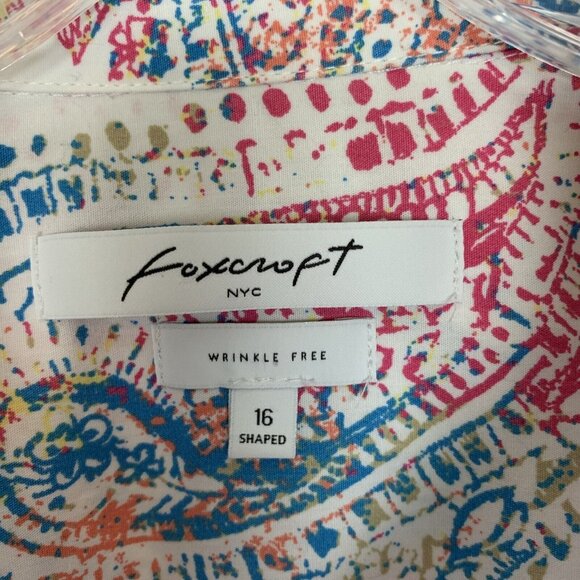 Foxcroft
NYC
WRINKLE FREE
16
SHAPED